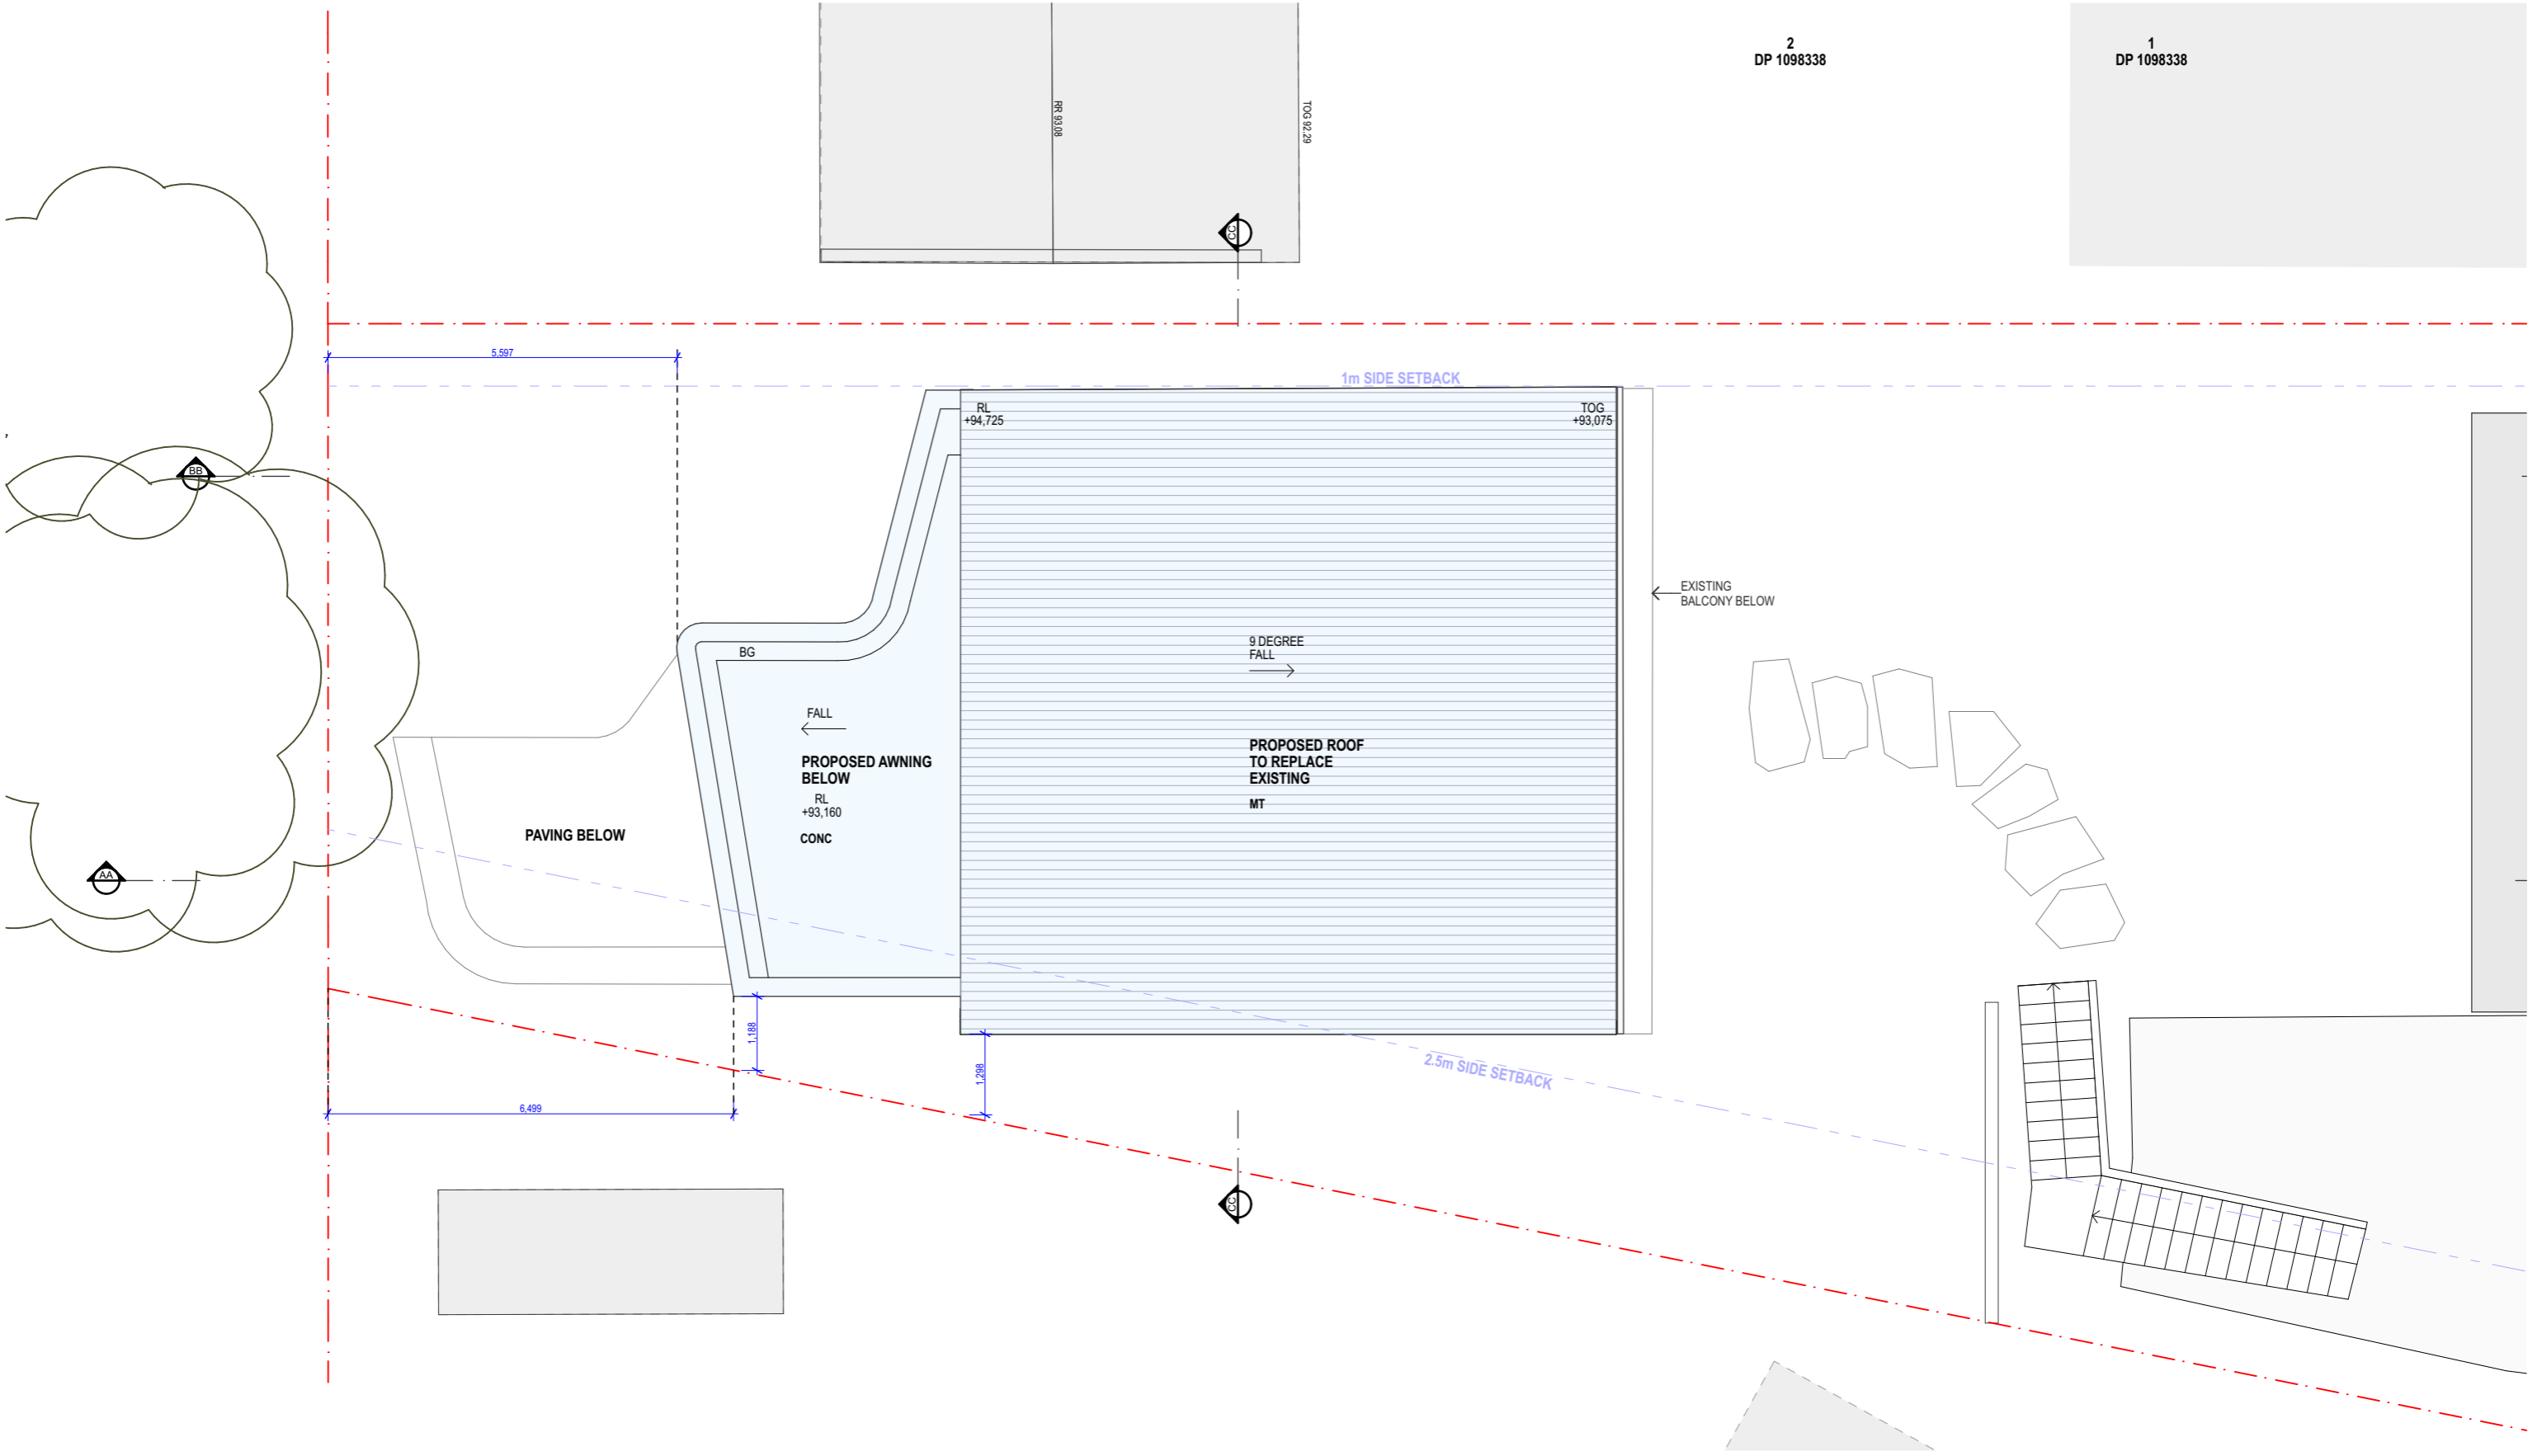 2
DP 1098338
1
DP 1098338
RR 93.08
TOG 92.29
CC
5,597
1m SIDE SETBACK
RL
+94,725
TOG
+93,075
BB
EXISTING
BALCONY BELOW
9 DEGREE
FALL
BG
FALL
PROPOSED AWNING
BELOW
RL
+93,160
CONC
PROPOSED ROOF
TO REPLACE
EXISTING
MT
PAVING BELOW
AA
1,188
1,298
2.5m SIDE SETBACK
6,499
CC